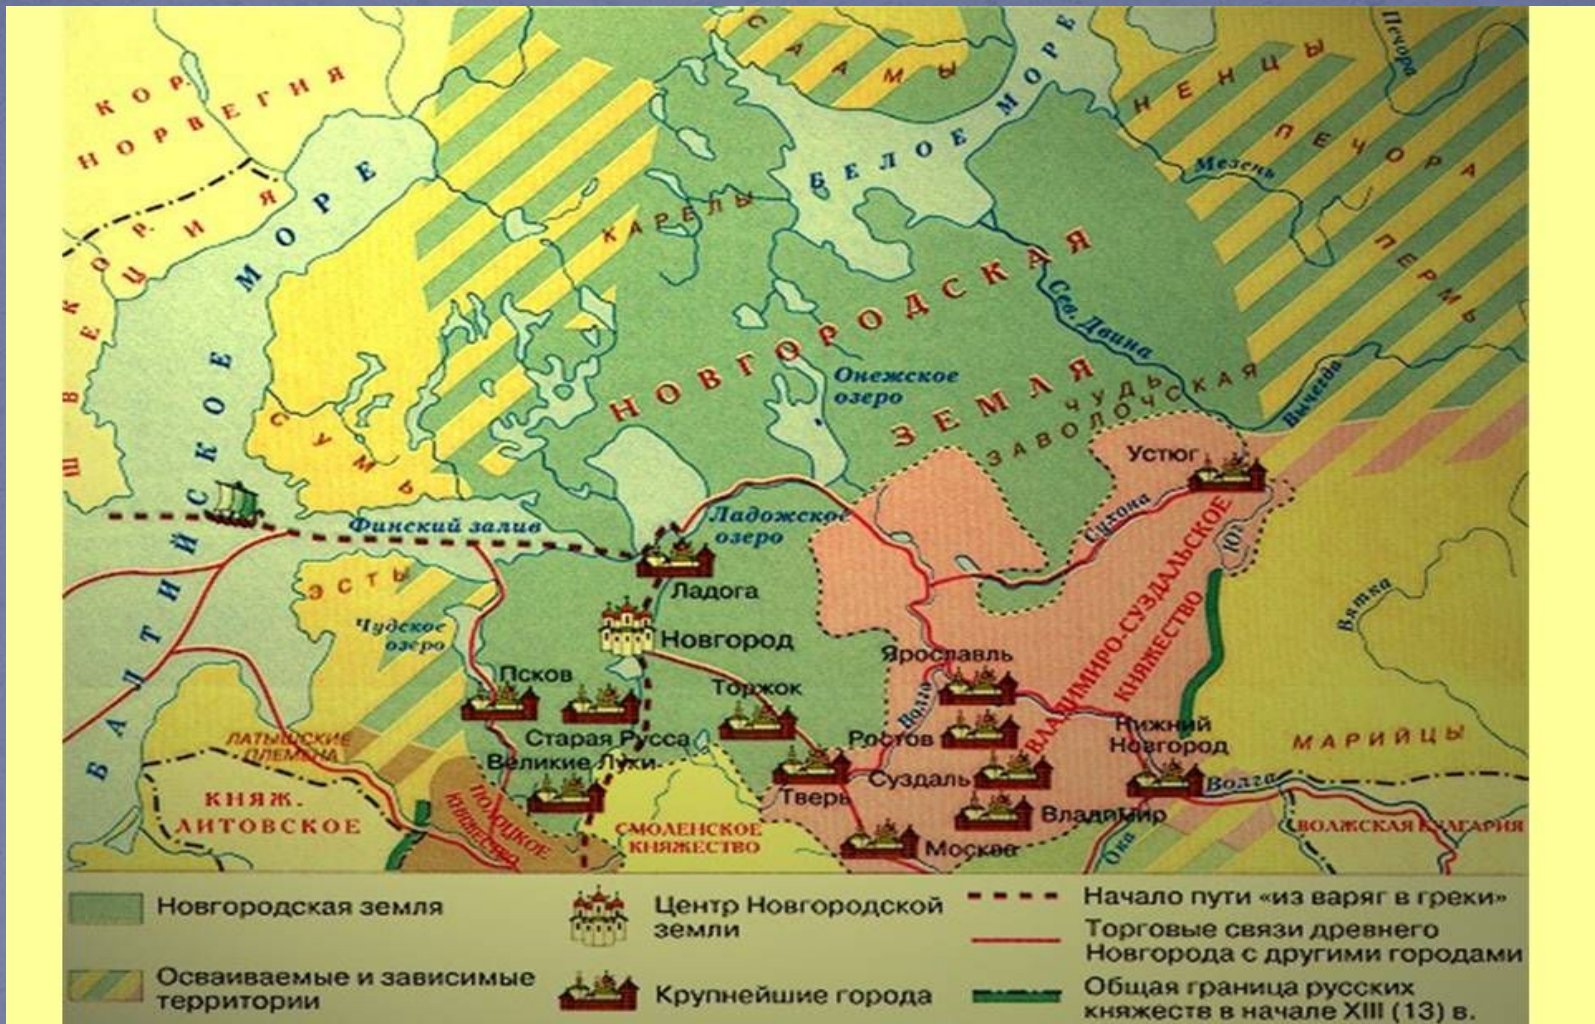 КОР.
НОРВЕГИЯ
КОР.
ШВЕЦИЯ
СААМЫ
БЕЛОЕ МОРЕ
Печора
НЕНЦЫ
ПЕЧОРА
Мезень
ПЕРМЬ
КАРЕЛЫ
БАЛТИЙСКОЕ МОРЕ
НОВГОРОДСКАЯ
ЗЕМЛЯ
Сев. Двина
Онежское
озеро
ЧУДЬ
ЗАВОЛОЧСКАЯ
Вычегда
СУМЬ
Устюг
Сухона
Юг
Финский залив
Ладожское
озеро
Ладога
ЭСТЫ
Чудское
озеро
Новгород
Вятка
ВЛАДИМИРО-СУЗДАЛЬСКОЕ
КНЯЖЕСТВО
Псков
Торжок
Ярославль
Волга
Старая Русса
Великие Луки
Ростов
Нижний
Новгород
МАРИЙЦЫ
ЛАТЫШСКИЕ
ПЛЕМЕНА
Суздаль
Тверь
Волга
КНЯЖ.
ЛИТОВСКОЕ
ПОЛОЦКОЕ
КНЯЖЕСТВО
СМОЛЕНСКОЕ
КНЯЖЕСТВО
Владимир
Москва
Ока
ВОЛЖСКАЯ БУЛГАРИЯ
Новгородская земля
Осваиваемые и зависимые
территории
Центр Новгородской
земли
Крупнейшие города
Начало пути «из варяг в греки»
Торговые связи древнего
Новгорода с другими городами
Общая граница русских
княжеств в начале XIII (13) в.